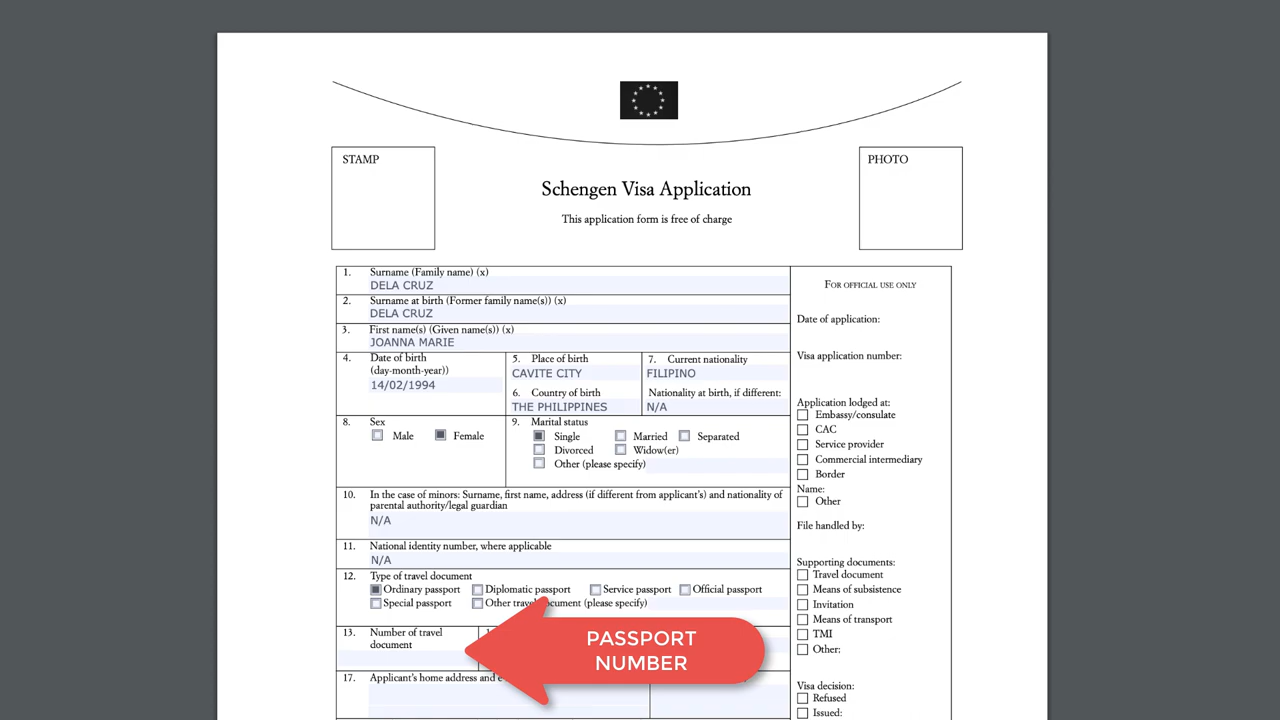 STAMP
PHOTO
Schengen Visa Application
This application form is free of charge
1. Surname (Family name) (x)
DELA CRUZ
2. Surname at birth (Former family name(s)) (x)
DELA CRUZ
3. First name(s) (Given name(s)) (x)
JOANNA MARIE
4. Date of birth
(day-month-year))
14/02/1994
5. Place of birth
CAVITE CITY
6. Country of birth
THE PHILIPPINES
7. Current nationality
FILIPINO
Nationality at birth, if different:
N/A
8. Sex
Male Female
9. Marital status
Single Married Separated
Divorced Widow(er)
Other (please specify)
10. In the case of minors: Surname, first name, address (if different from applicant's) and nationality of
parental authority/legal guardian
N/A
11. National identity number, where applicable
N/A
12. Type of travel document
Ordinary passport Diplomatic passport Service passport Official passport
Special passport Other travel document (please specify)
13. Number of travel
document
PASSPORT
NUMBER
17. Applicant's home address and
FOR OFFICIAL USE ONLY
Date of application:
Visa application number:
Application lodged at:
Embassy/consulate
CAC
Service provider
Commercial intermediary
Border
Name:
Other
File handled by:
Supporting documents:
Travel document
Means of subsistence
Invitation
Means of transport
TMI
Other:
Visa decision:
Refused
Issued: